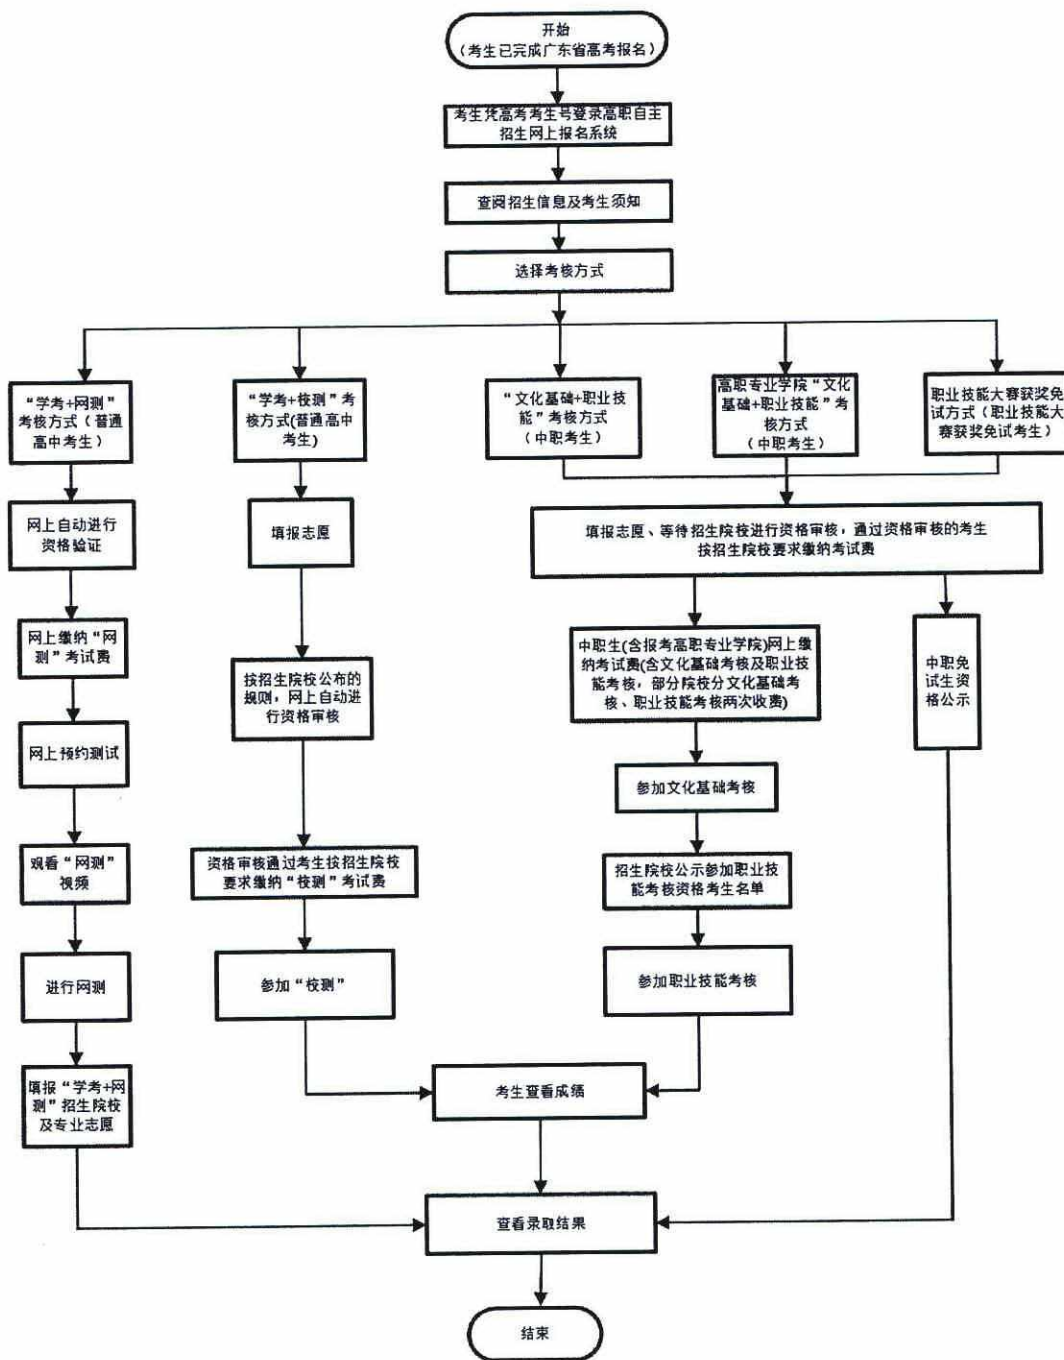 开始
(考生已完成广东省高考报名)
考生凭高考考生号登录高职自主
招生网上报名系统
查阅招生信息及考生须知
选择考核方式
“学考+网测”
考核方式（普通
高中考生）
“学考+校测”考
核方式(普通高中
考生)
“文化基础+职业技
能”考核方式
（中职考生）
高职专业学院“文化
基础+职业技能”考
核方式
（中职考生）
职业技能大赛获奖免
试方式（职业技能大
赛获奖免试考生）
网上自动进行
资格验证
填报志愿
填报志愿、等待招生院校进行资格审核，通过资格审核的考生
按招生院校要求缴纳考试费
网上缴纳“网
测”考试费
按招生院校公布的
规则，网上自动进
行资格审核
中职生(含报考高职专业学院)网上缴
纳考试费(含文化基础考核及职业技
能考核，部分院校分文化基础考
核、职业技能考核两次收费)
中职免
试生资
格公示
网上预约测试
参加文化基础考核
观看“网测”
视频
资格审核通过考生按招生院校
要求缴纳“校测”考试费
招生院校公示参加职业技
能考核资格考生名单
进行网测
参加“校测”
参加职业技能考核
填报“学考+网
测”招生院校
及专业志愿
考生查看成绩
查看录取结果
结束